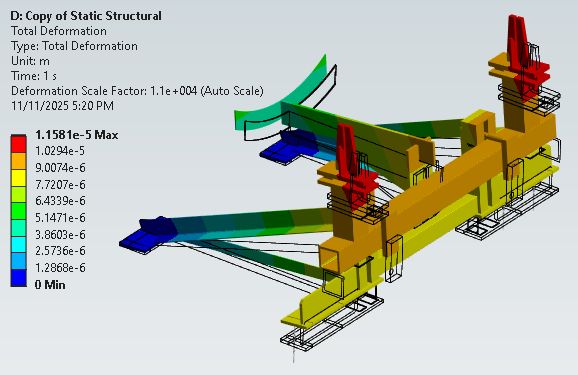 D: Copy of Static Structural
Total Deformation
Type: Total Deformation
Unit: m
Time: 1 s
Deformation Scale Factor: 1.1e+004 (Auto Scale)
11/11/2025 5:20 PM
1.1581e-5 Max
1.0294e-5
9.0074e-6
7.7207e-6
6.4339e-6
5.1471e-6
3.8603e-6
2.5736e-6
1.2868e-6
0 Min